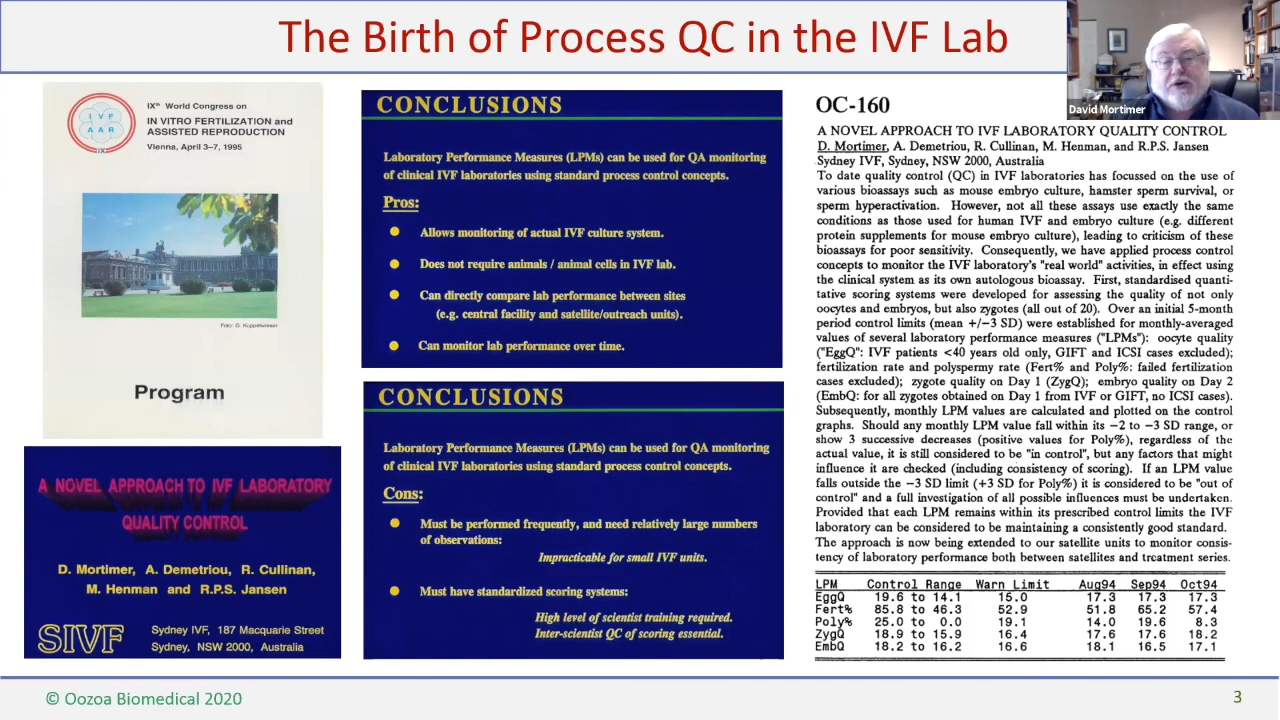 The Birth of Process QC in the IVF Lab
David Mortimer
IVF
AAR
IX
IXth World Congress on
IN VITRO FERTILIZATION and
ASSISTED REPRODUCTION
Vienna, April 3–7, 1995
Foto: G. Koppelwieser
Program
A NOVEL APPROACH TO IVF LABORATORY
QUALITY CONTROL
D. Mortimer, A. Demetriou, R. Cullinan,
M. Henman and R.P.S. Jansen
SIVF
Sydney IVF, 187 Macquarie Street
Sydney, NSW 2000, Australia
CONCLUSIONS
Laboratory Performance Measures (LPMs) can be used for QA monitoring
of clinical IVF laboratories using standard process control concepts.
Pros:
Allows monitoring of actual IVF culture system.
Does not require animals / animal cells in IVF lab.
Can directly compare lab performance between sites
(e.g. central facility and satellite/outreach units).
Can monitor lab performance over time.
CONCLUSIONS
Laboratory Performance Measures (LPMs) can be used for QA monitoring
of clinical IVF laboratories using standard process control concepts.
Cons:
Must be performed frequently, and need relatively large numbers
of observations:
Impracticable for small IVF units.
Must have standardized scoring systems:
High level of scientist training required.
Inter-scientist QC of scoring essential.
OC-160
A NOVEL APPROACH TO IVF LABORATORY QUALITY CONTROL
D. Mortimer, A. Demetriou, R. Cullinan, M. Henman, and R.P.S. Jansen
Sydney IVF, Sydney, NSW 2000, Australia
To date quality control (QC) in IVF laboratories has focussed on the use of
various bioassays such as mouse embryo culture, hamster sperm survival, or
sperm hyperactivation. However, not all these assays use exactly the same
conditions as those used for human IVF and embryo culture (e.g. different
protein supplements for mouse embryo culture), leading to criticism of these
bioassays for poor sensitivity. Consequently, we have applied process control
concepts to monitor the IVF laboratory's "real world" activities, in effect using
the clinical system as its own autologous bioassay. First, standardised quanti-
tative scoring systems were developed for assessing the quality of not only
oocytes and embryos, but also zygotes (all out of 20). Over an initial 5-month
period control limits (mean +/−3 SD) were established for monthly-averaged
values of several laboratory performance measures ("LPMs"): oocyte quality
("EggQ": IVF patients <40 years old only, GIFT and ICSI cases excluded);
fertilization rate and polyspermy rate (Fert% and Poly%: failed fertilization
cases excluded); zygote quality on Day 1 (ZygQ); embryo quality on Day 2
(EmbQ: for all zygotes obtained on Day 1 from IVF or GIFT, no ICSI cases).
Subsequently, monthly LPM values are calculated and plotted on the control
graphs. Should any monthly LPM value fall within its −2 to −3 SD range, or
show 3 successive decreases (positive values for Poly%), regardless of the
actual value, it is still considered to be "in control", but any factors that might
influence it are checked (including consistency of scoring). If an LPM value
falls outside the −3 SD limit (+3 SD for Poly%) it is considered to be "out of
control" and a full investigation of all possible influences must be undertaken.
Provided that each LPM remains within its prescribed control limits the IVF
laboratory can be considered to be maintaining a consistently good standard.
The approach is now being extended to our satellite units to monitor consis-
tency of laboratory performance both between satellites and treatment series.
LPM Control Range Warn Limit Aug94 Sep94 Oct94
EggQ 19.6 to 14.1 15.0 17.3 17.3 17.3
Fert% 85.8 to 46.3 52.9 51.8 65.2 57.4
Poly% 25.0 to 0.0 19.1 14.0 19.6 8.3
ZygQ 18.9 to 15.9 16.4 17.6 17.6 18.2
EmbQ 18.2 to 16.2 16.6 18.1 16.5 17.1
© Oozoa Biomedical 2020
3